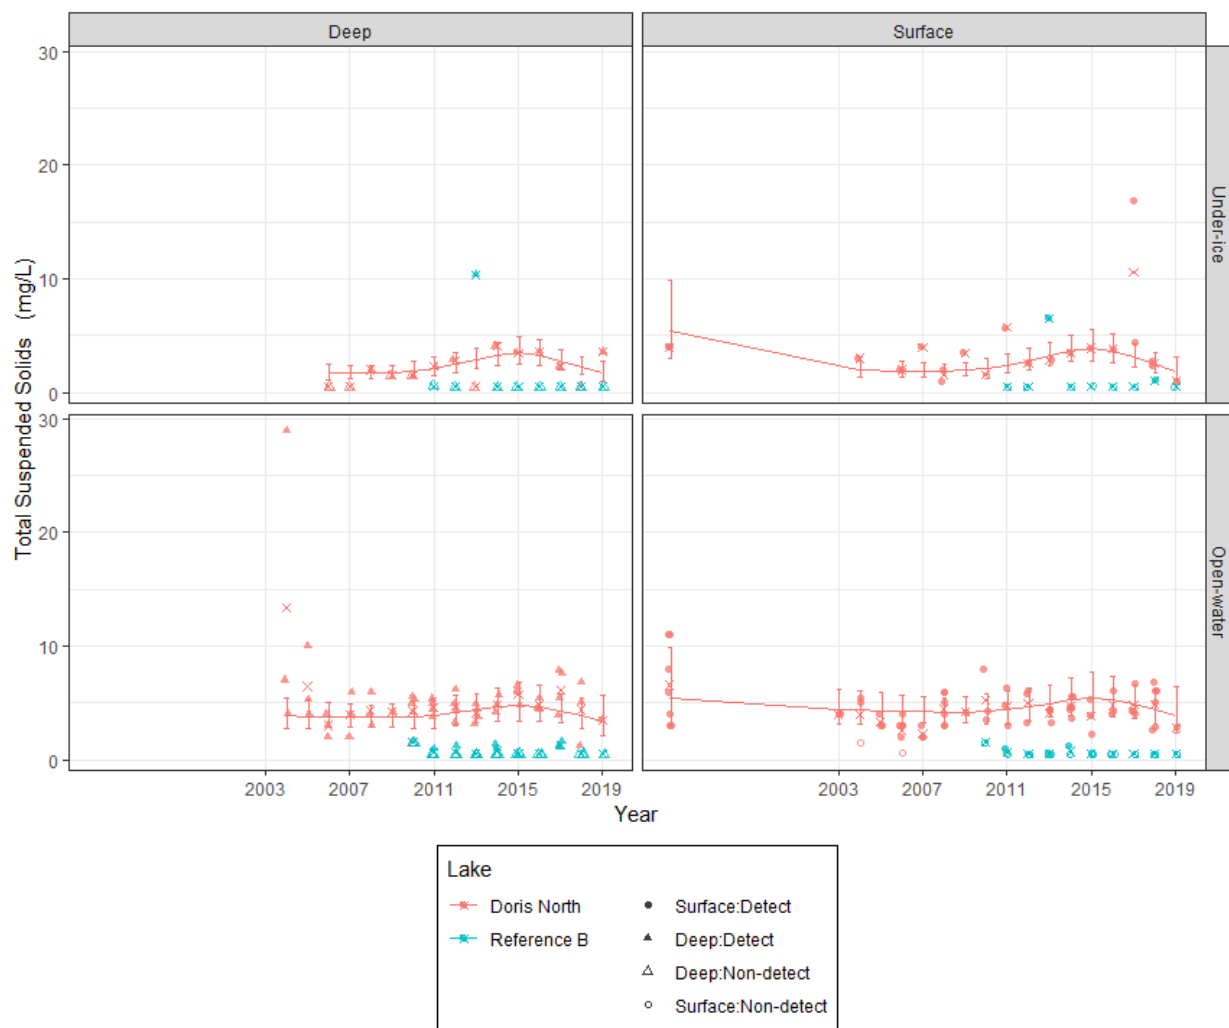 Deep
Surface
30
20
10
0
Under-ice
30
20
10
0
Open-water
Total Suspended Solids (mg/L)
2003 2007 2011 2015 2019
2003 2007 2011 2015 2019
Year
Lake
Doris North
Reference B
Surface:Detect
Deep:Detect
Deep:Non-detect
Surface:Non-detect